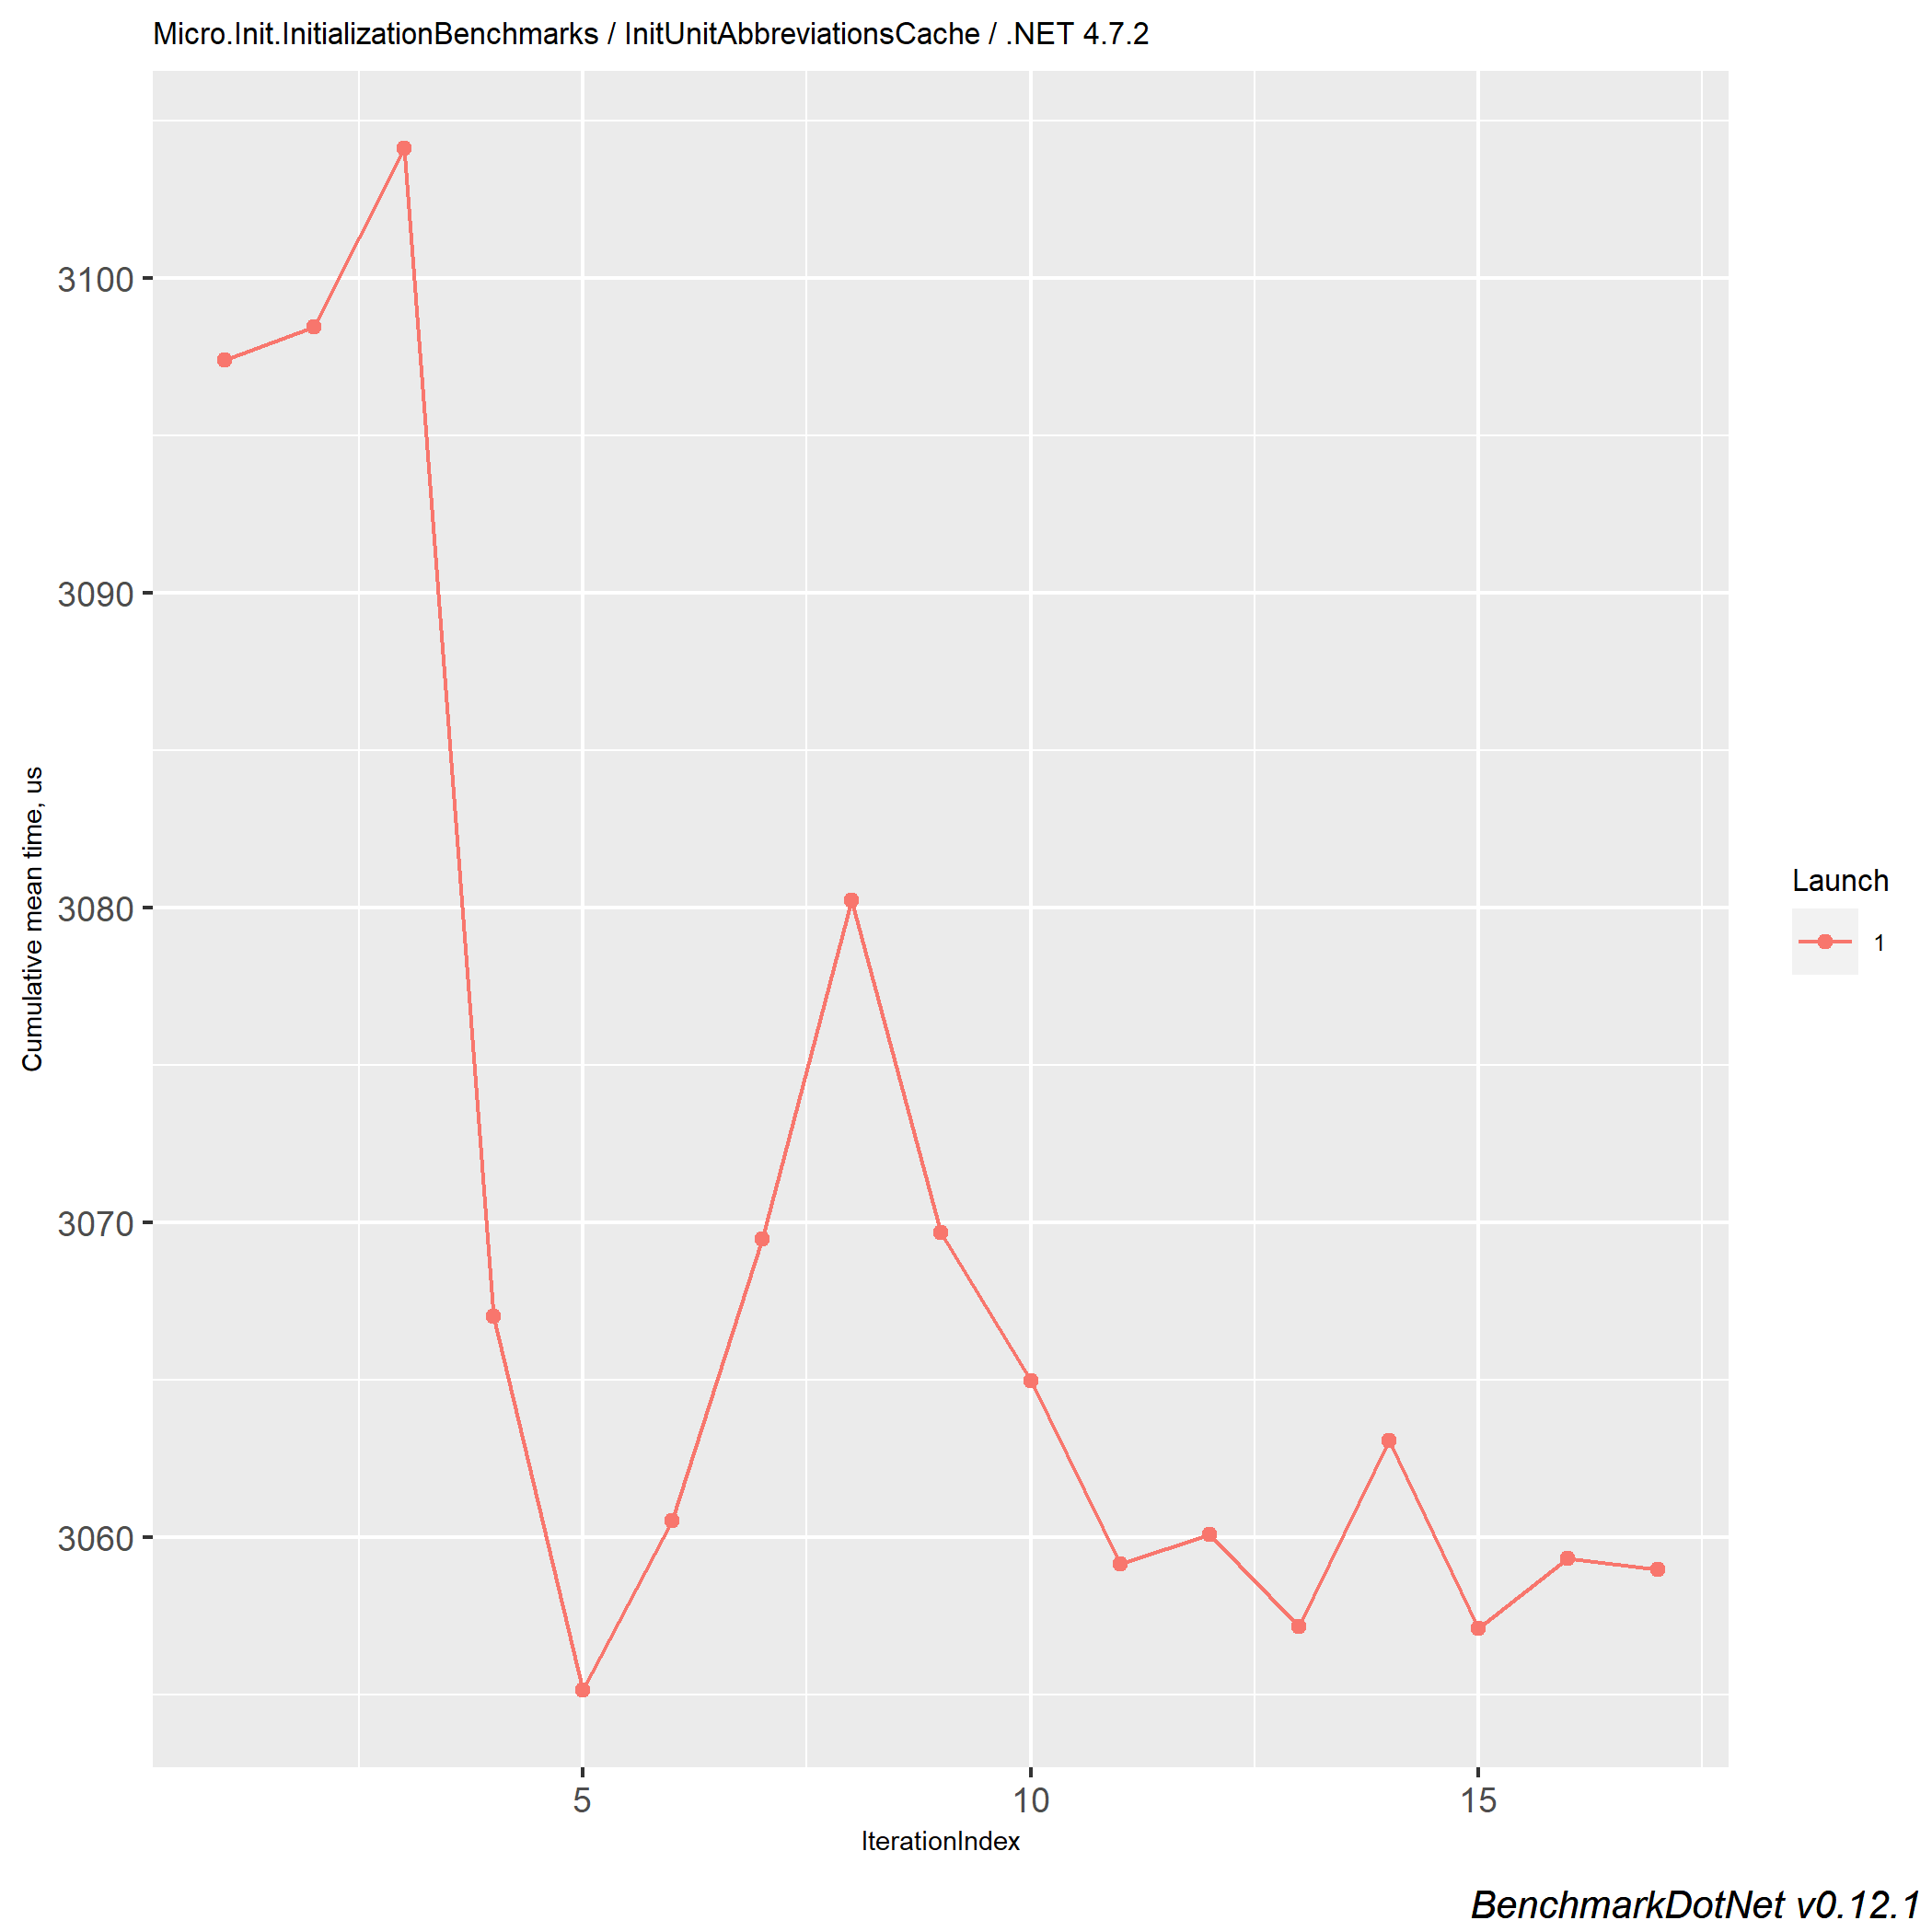 Micro.Init.InitializationBenchmarks / InitUnitAbbreviationsCache / .NET 4.7.2
Cumulative mean time, us
3100
3090
3080
3070
3060
5
10
15
IterationIndex
Launch
1
BenchmarkDotNet v0.12.1